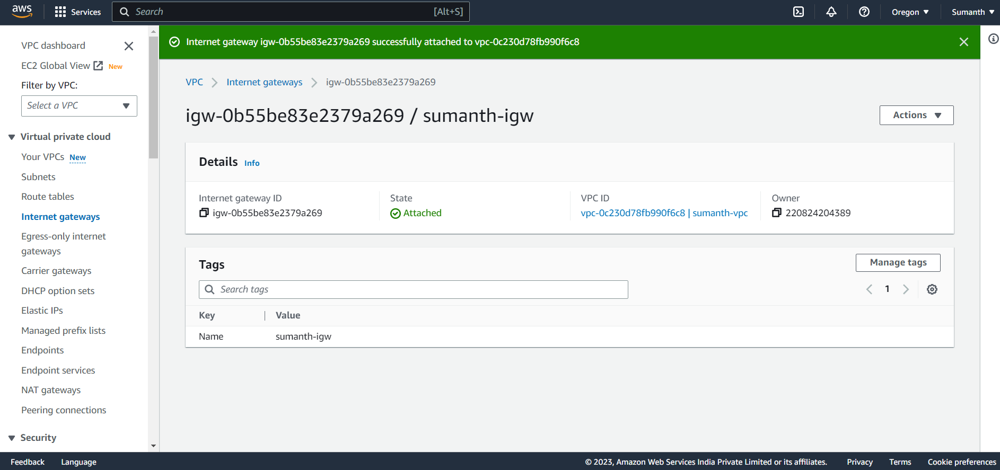 aws
Services
Search
[Alt+S]
Oregon
Sumanth
VPC dashboard
EC2 Global View
New
Filter by VPC:
Select a VPC
Virtual private cloud
Your VPCs
New
Subnets
Route tables
Internet gateways
Egress-only internet
gateways
Carrier gateways
DHCP option sets
Elastic IPs
Managed prefix lists
Endpoints
Endpoint services
NAT gateways
Peering connections
Security
Internet gateway igw-0b55be83e2379a269 successfully attached to vpc-0c230d78fb990f6c8
VPC
Internet gateways
igw-0b55be83e2379a269
igw-0b55be83e2379a269 / sumanth-igw
Actions
Details
Info
Internet gateway ID
igw-0b55be83e2379a269
State
Attached
VPC ID
vpc-0c230d78fb990f6c8 | sumanth-vpc
Owner
220824204389
Tags
Manage tags
Search tags
1
Key
Value
Name
sumanth-igw
Feedback
Language
© 2023, Amazon Web Services India Private Limited or its affiliates.
Privacy
Terms
Cookie preferences